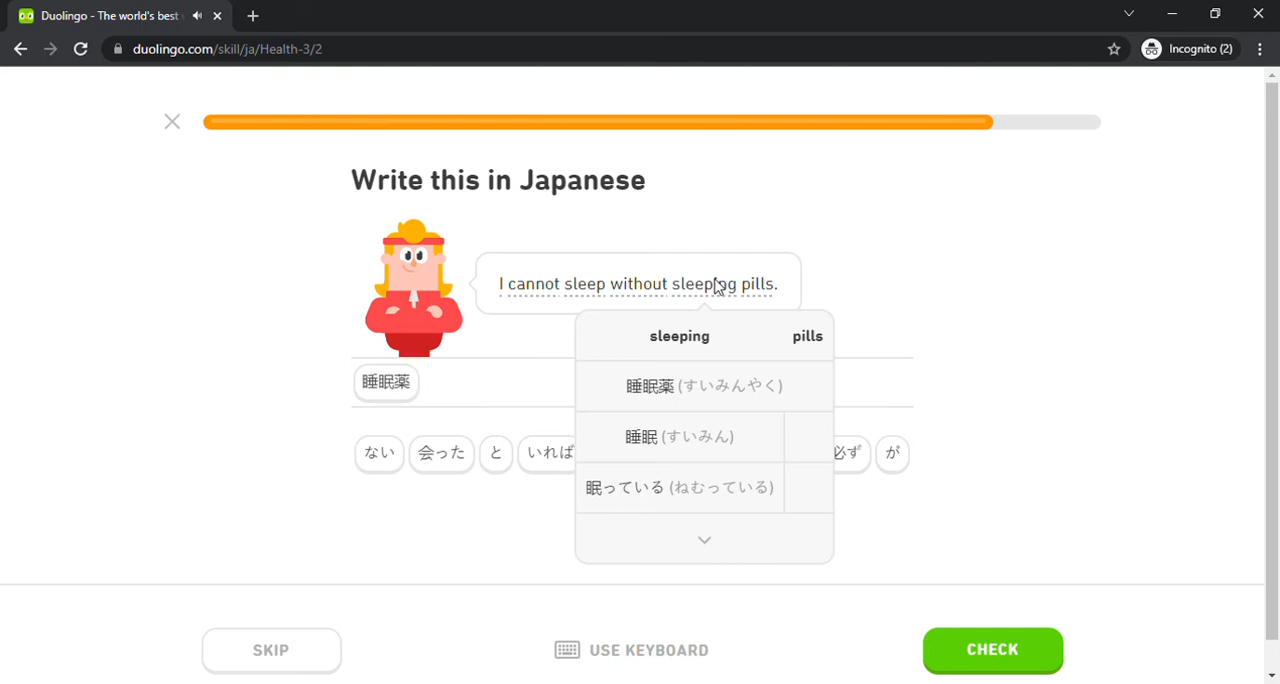 Duolingo - The world's best
duolingo.com/skill/ja/Health-3/2
Incognito (2)
Write this in Japanese
I cannot sleep without sleeping pills.
sleeping pills
睡眠薬
睡眠薬 (すいみんやく)
睡眠 (すいみん)
ない 会った と いれば 必ず が
眠っている (ねむっている)
SKIP
USE KEYBOARD
CHECK